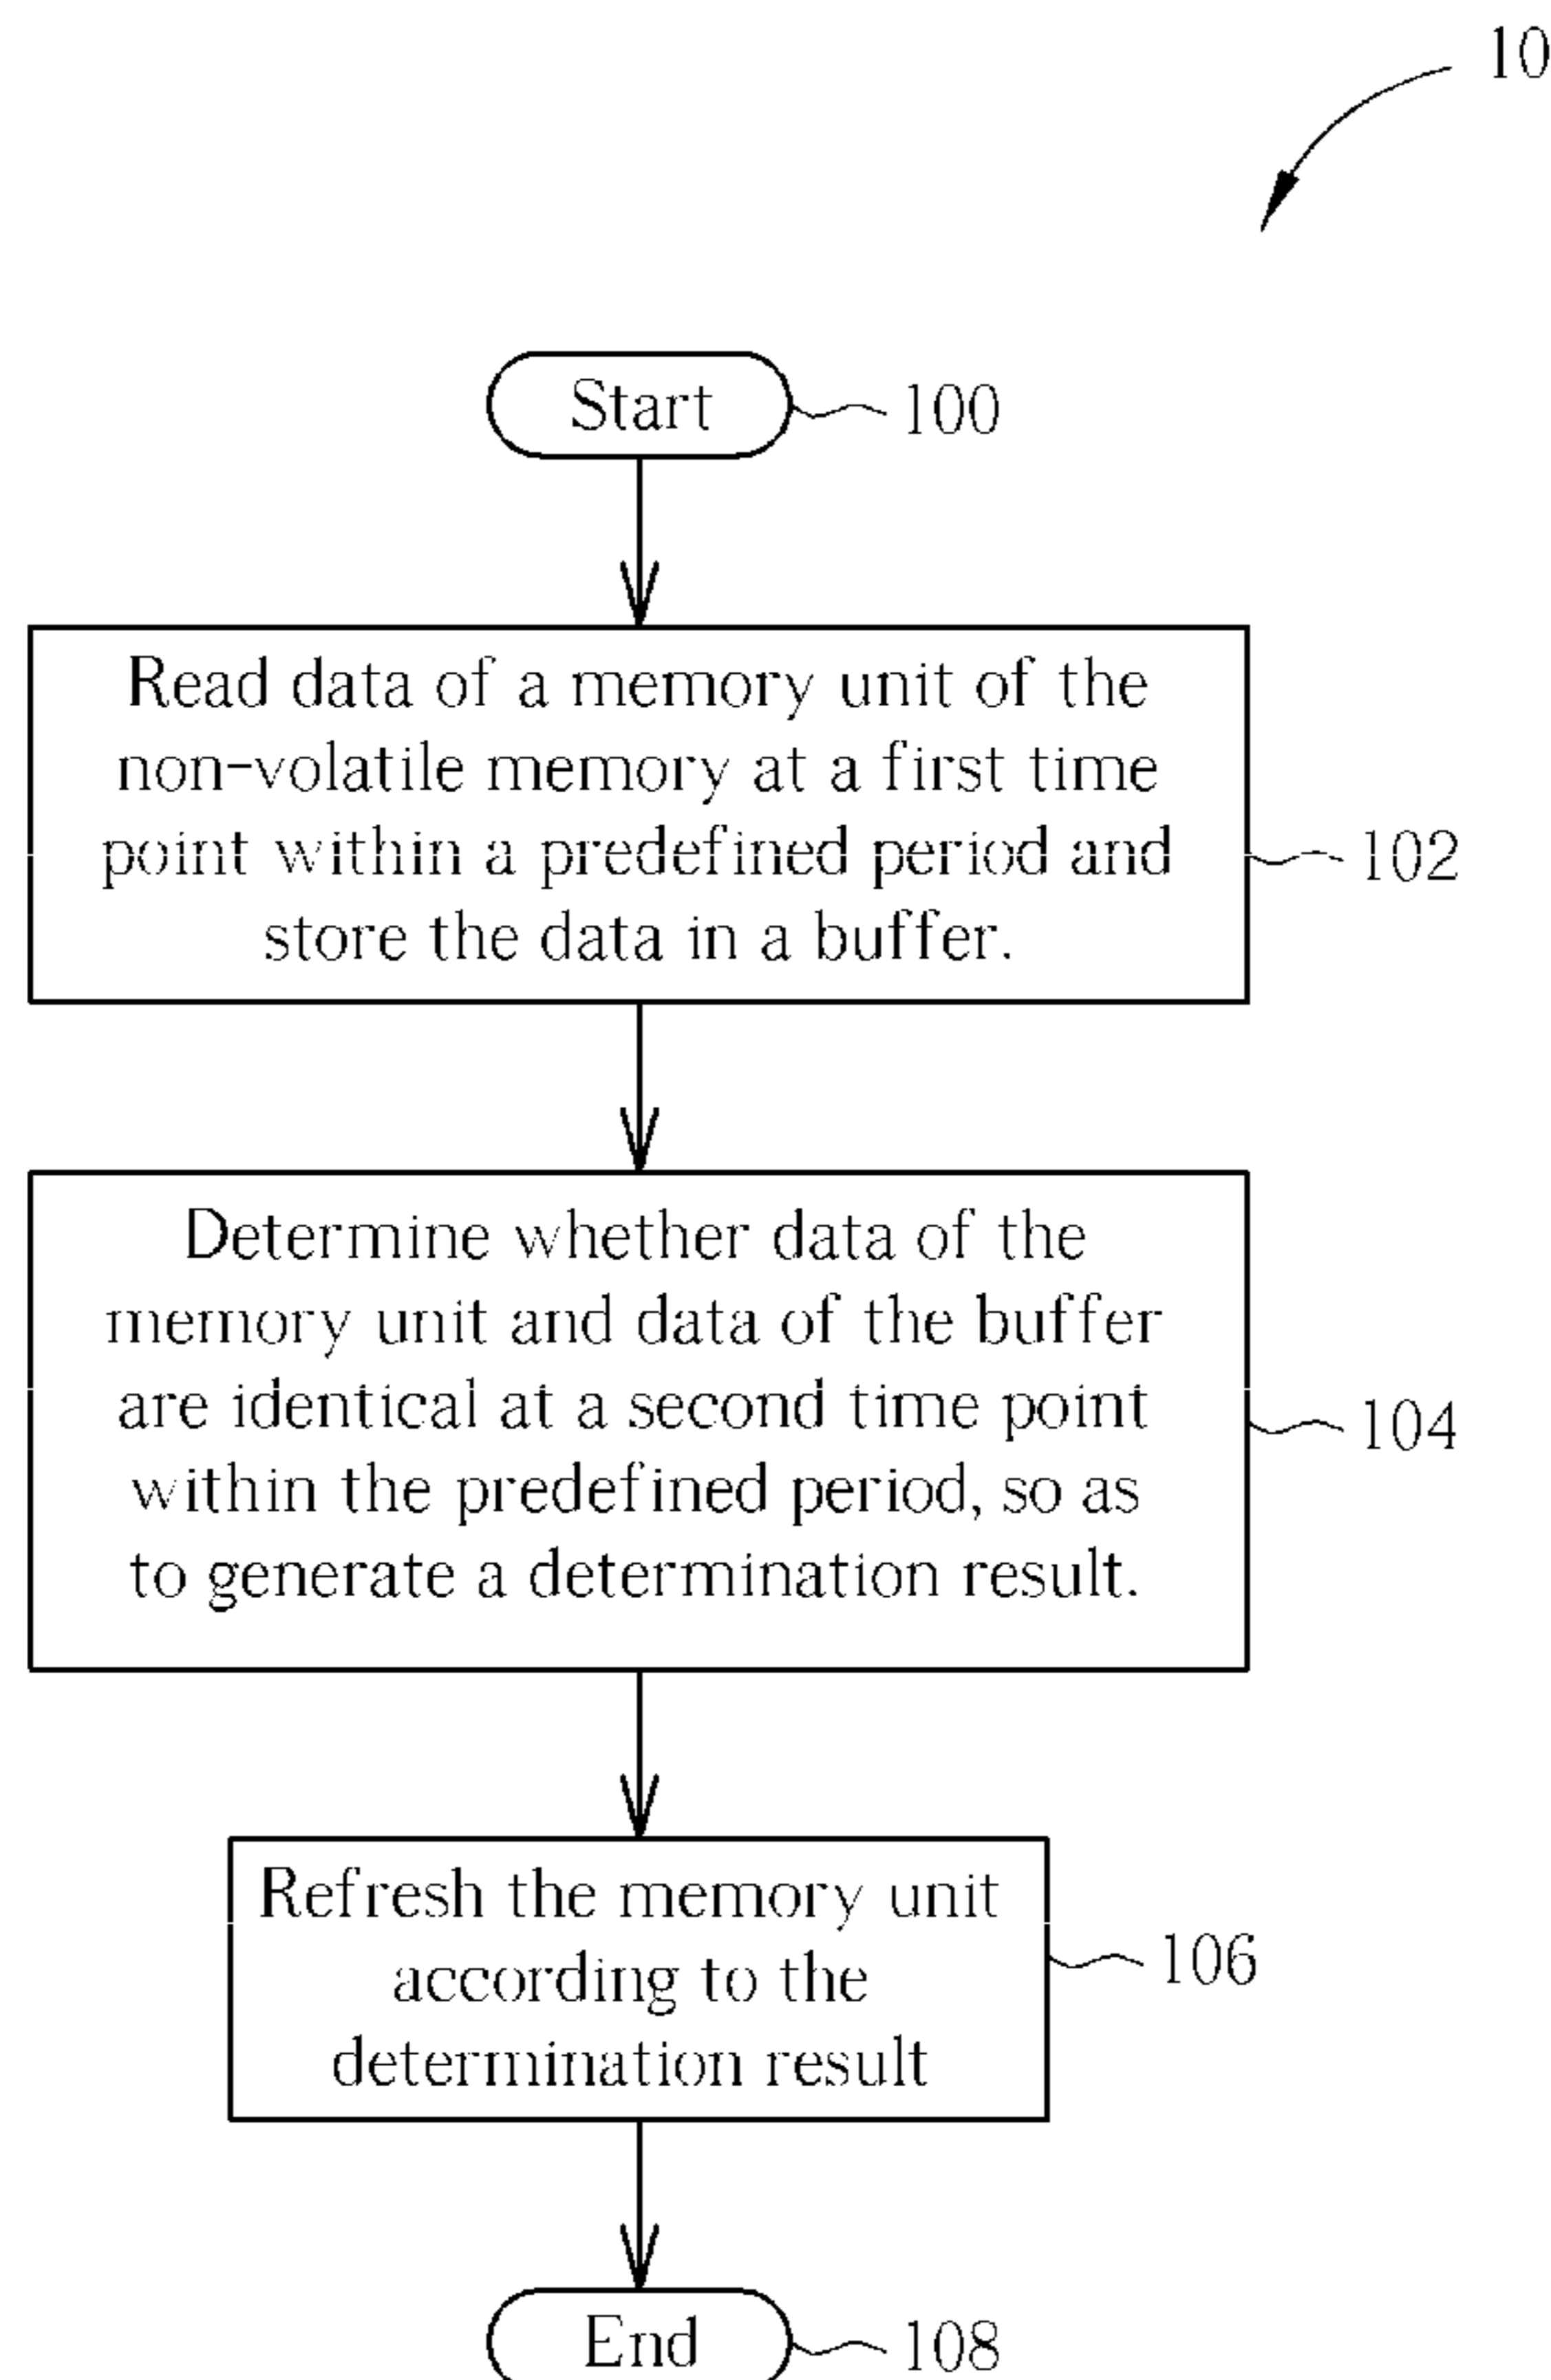 10
Start
100
Read data of a memory unit of the
non-volatile memory at a first time
point within a predefined period and
store the data in a buffer.
102
Determine whether data of the
memory unit and data of the buffer
are identical at a second time point
within the predefined period, so as
to generate a determination result.
104
Refresh the memory unit
according to the
determination result
106
End
108